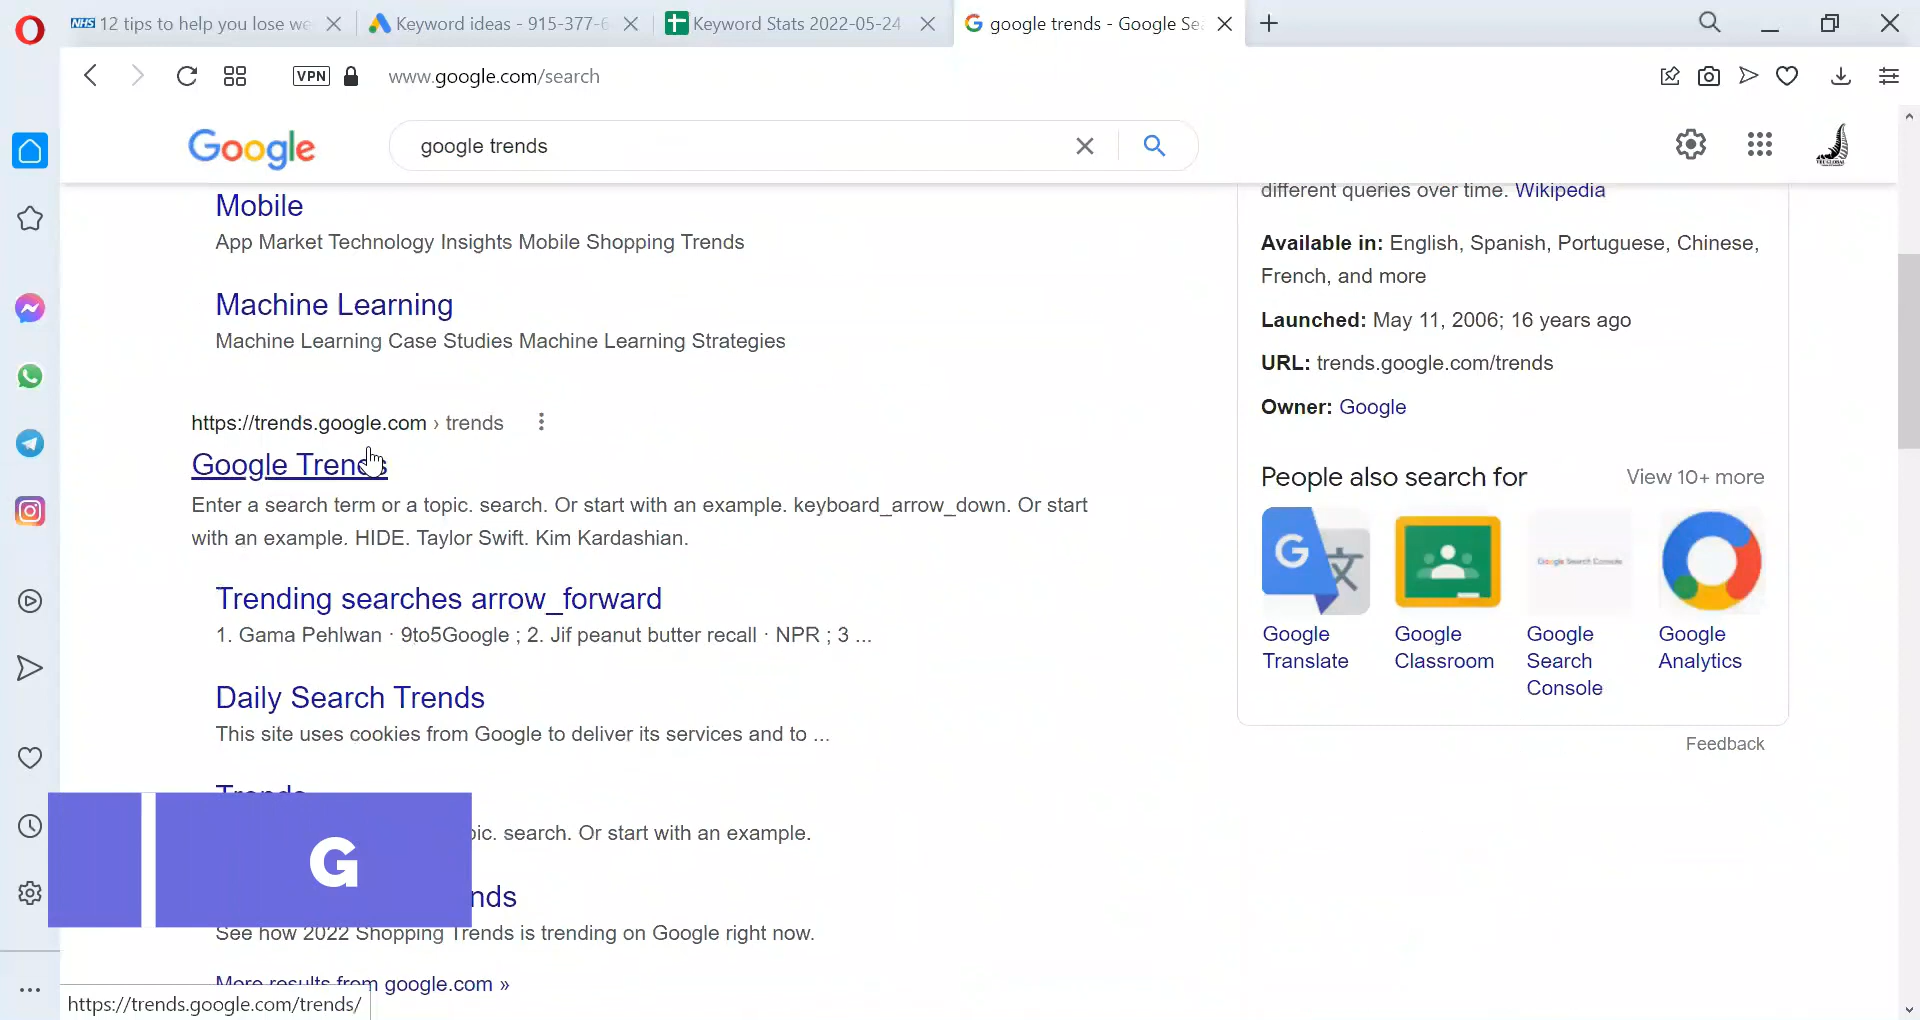 12 tips to help you lose we
Keyword ideas - 915-377-6
Keyword Stats 2022-05-24
google trends - Google Sea
VPN
www.google.com/search
Google
google trends
Mobile
App Market Technology Insights Mobile Shopping Trends
Machine Learning
Machine Learning Case Studies Machine Learning Strategies
https://trends.google.com › trends
Google Trends
Enter a search term or a topic. search. Or start with an example. keyboard_arrow_down. Or start
with an example. HIDE. Taylor Swift. Kim Kardashian.
Trending searches arrow_forward
1. Gama Pehlwan · 9to5Google ; 2. Jif peanut butter recall · NPR ; 3 ...
Daily Search Trends
This site uses cookies from Google to deliver its services and to ...
Trends
pic. search. Or start with an example.
G
nds
See how 2022 Shopping Trends is trending on Google right now.
More results from google.com »
https://trends.google.com/trends/
different queries over time. Wikipedia
Available in: English, Spanish, Portuguese, Chinese,
French, and more
Launched: May 11, 2006; 16 years ago
URL: trends.google.com/trends
Owner: Google
People also search for
View 10+ more
Google Search Console
Google
Translate
Google
Classroom
Google
Search
Console
Google
Analytics
Feedback